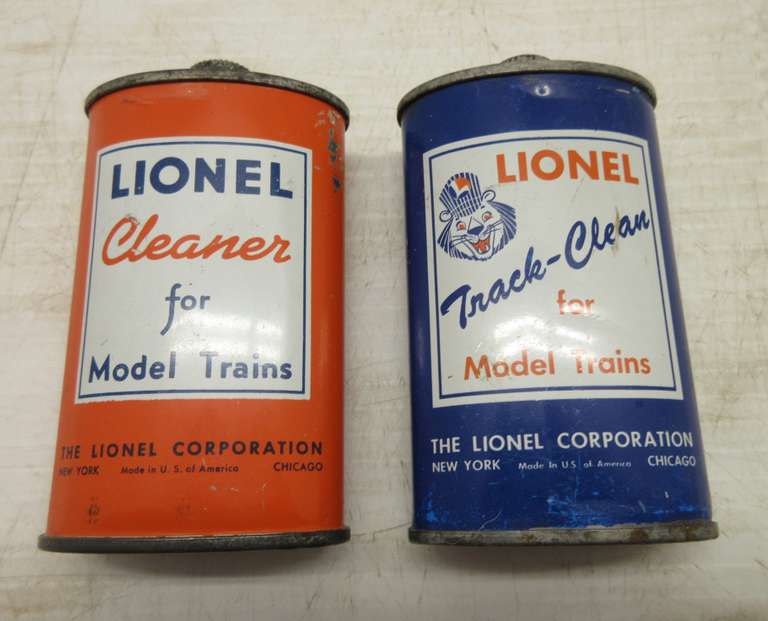 LIONEL
Cleaner
for
Model Trains
THE LIONEL CORPORATION
NEW YORK Made in U. S. of America CHICAGO
LIONEL
Track-Clean
for
Model Trains
THE LIONEL CORPORATION
NEW YORK Made in U.S. of America CHICAGO